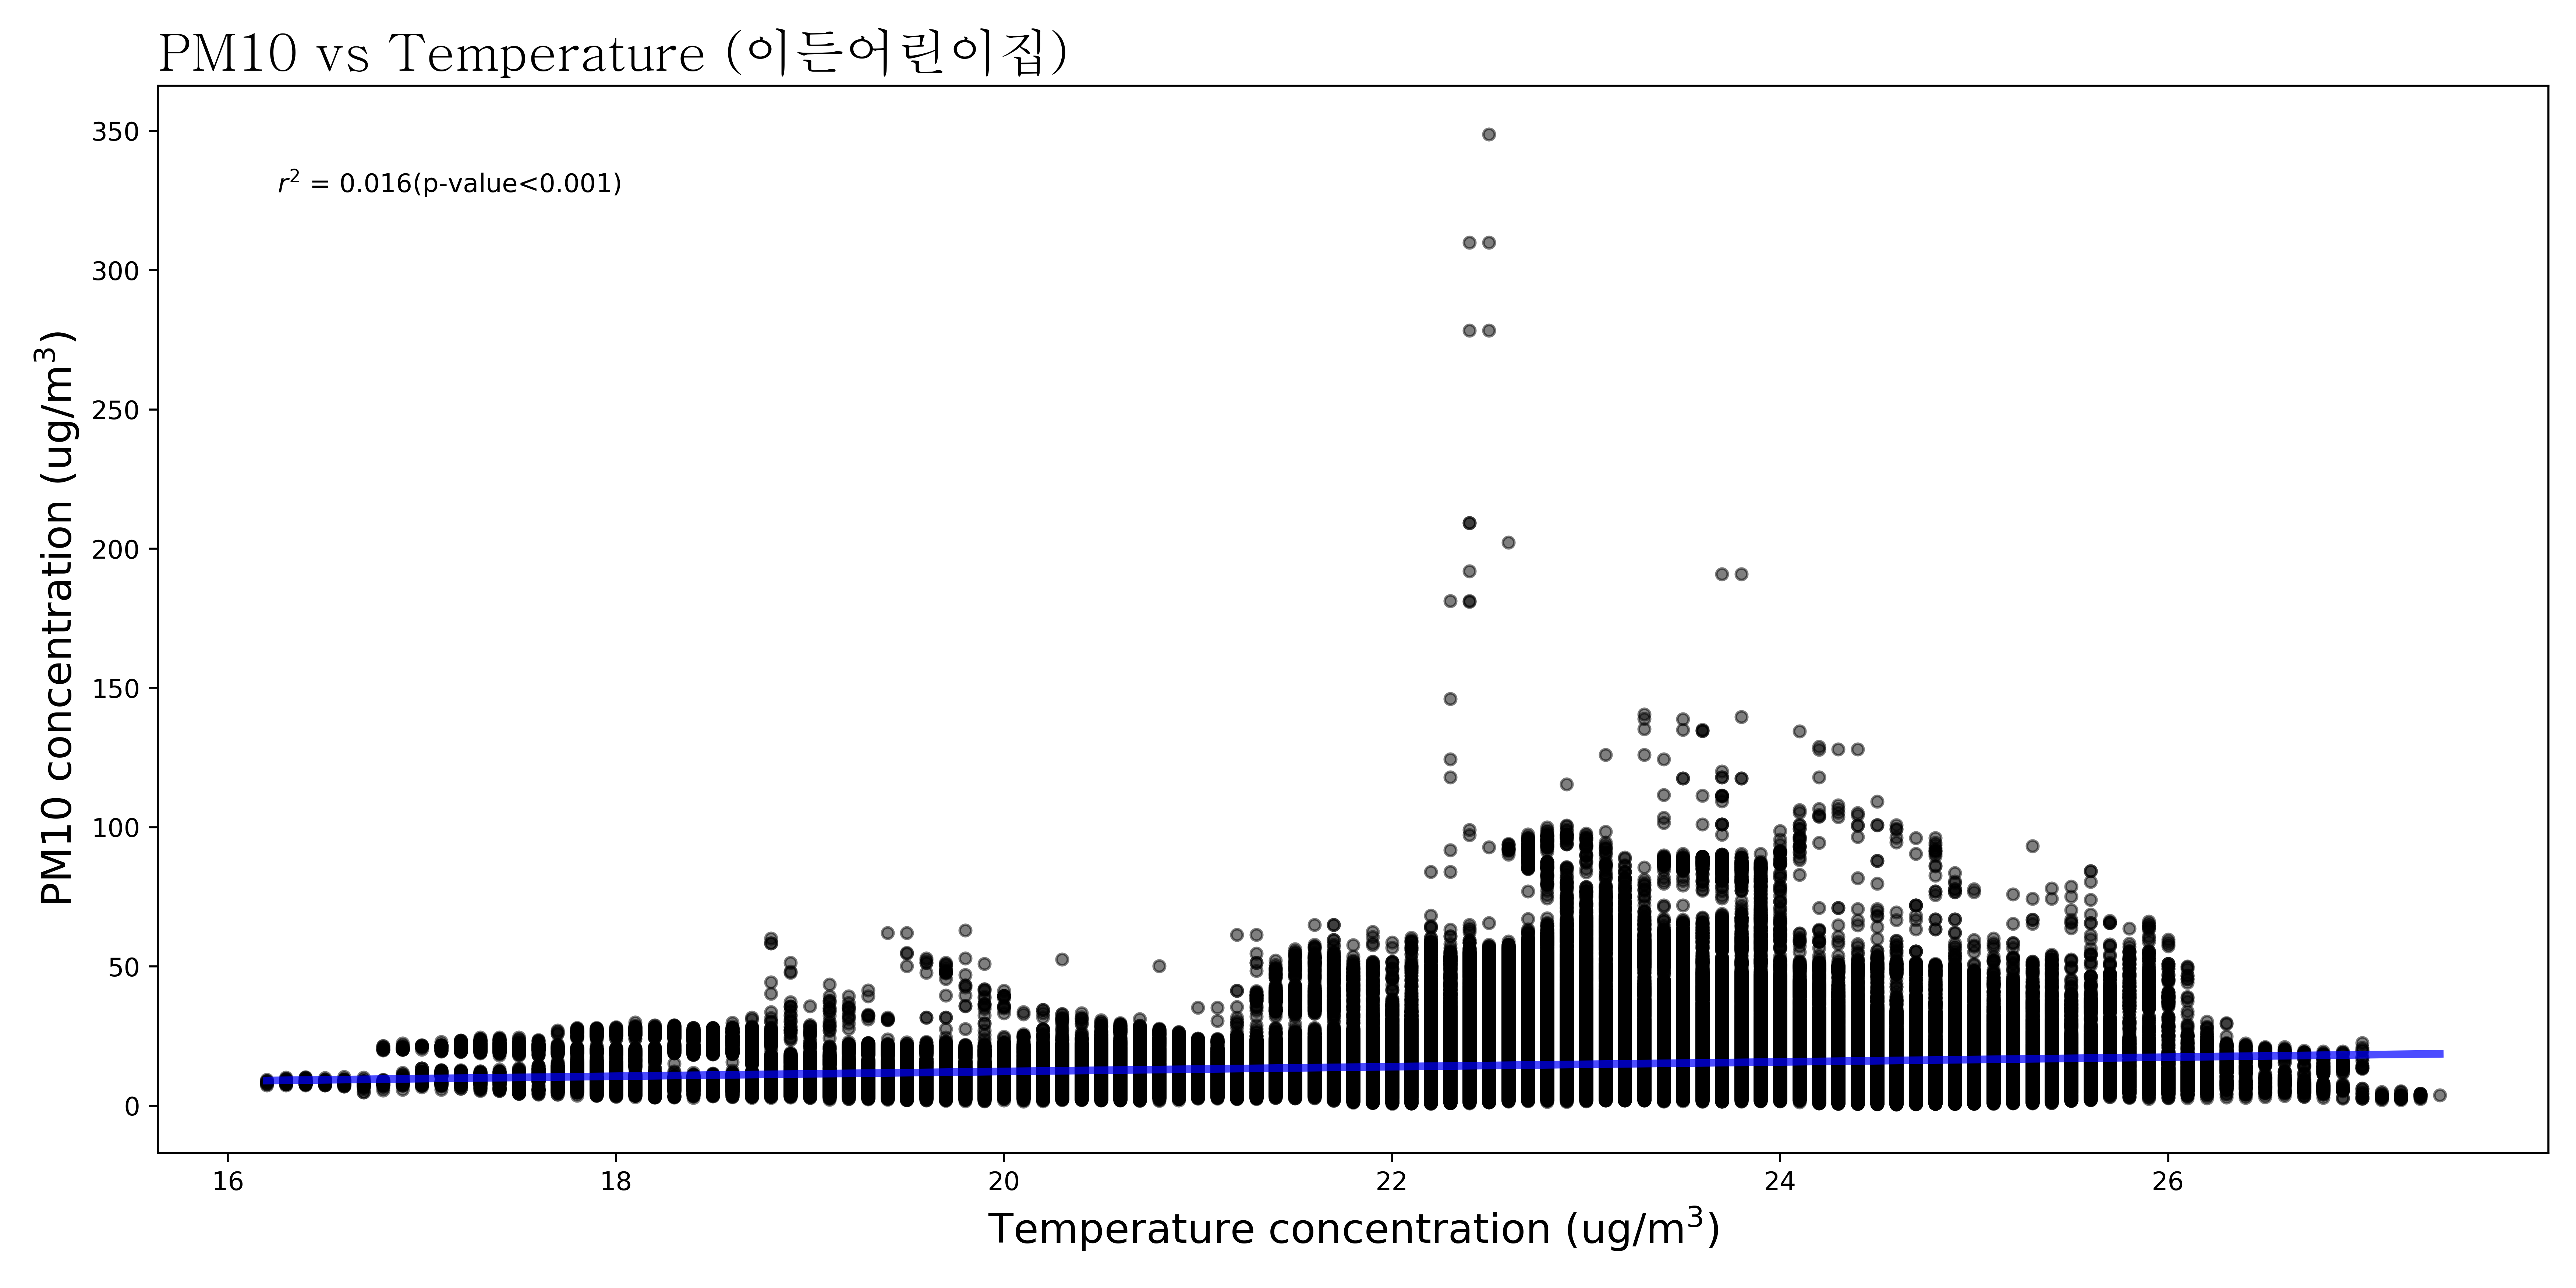 PM10 vs Temperature (이든어린이집)
r² = 0.016(p-value<0.001)
PM10 concentration (ug/m³)
350
300
250
200
150
100
50
0
16 18 20 22 24 26
Temperature concentration (ug/m³)